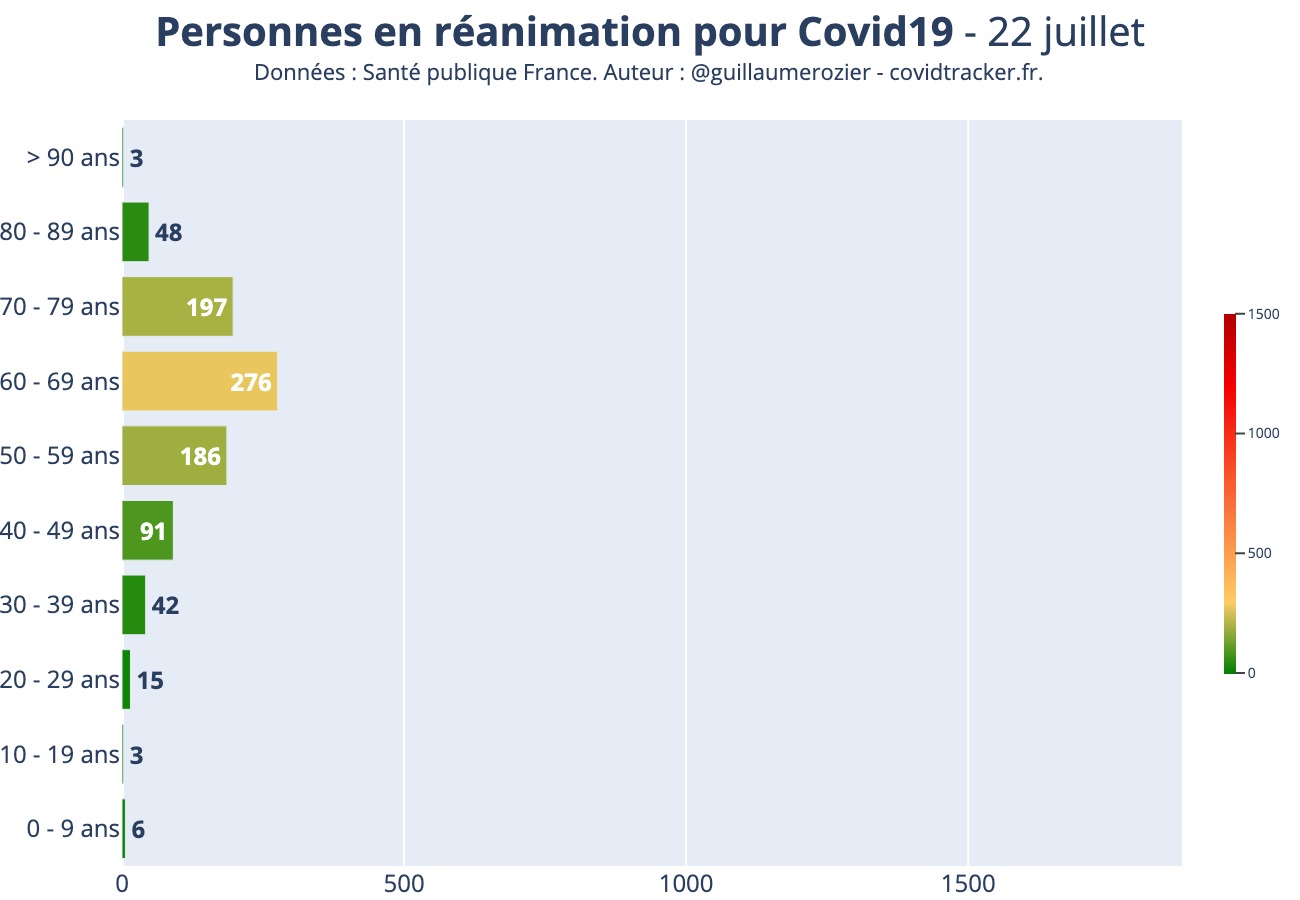 Personnes en réanimation pour Covid19 - 22 juillet
Données : Santé publique France. Auteur : @guillaumerozier - covidtracker.fr.
> 90 ans 3
80 - 89 ans 48
70 - 79 ans 197
60 - 69 ans 276
50 - 59 ans 186
40 - 49 ans 91
30 - 39 ans 42
20 - 29 ans 15
10 - 19 ans 3
0 - 9 ans 6
0 500 1000 1500
1500
1000
500
0